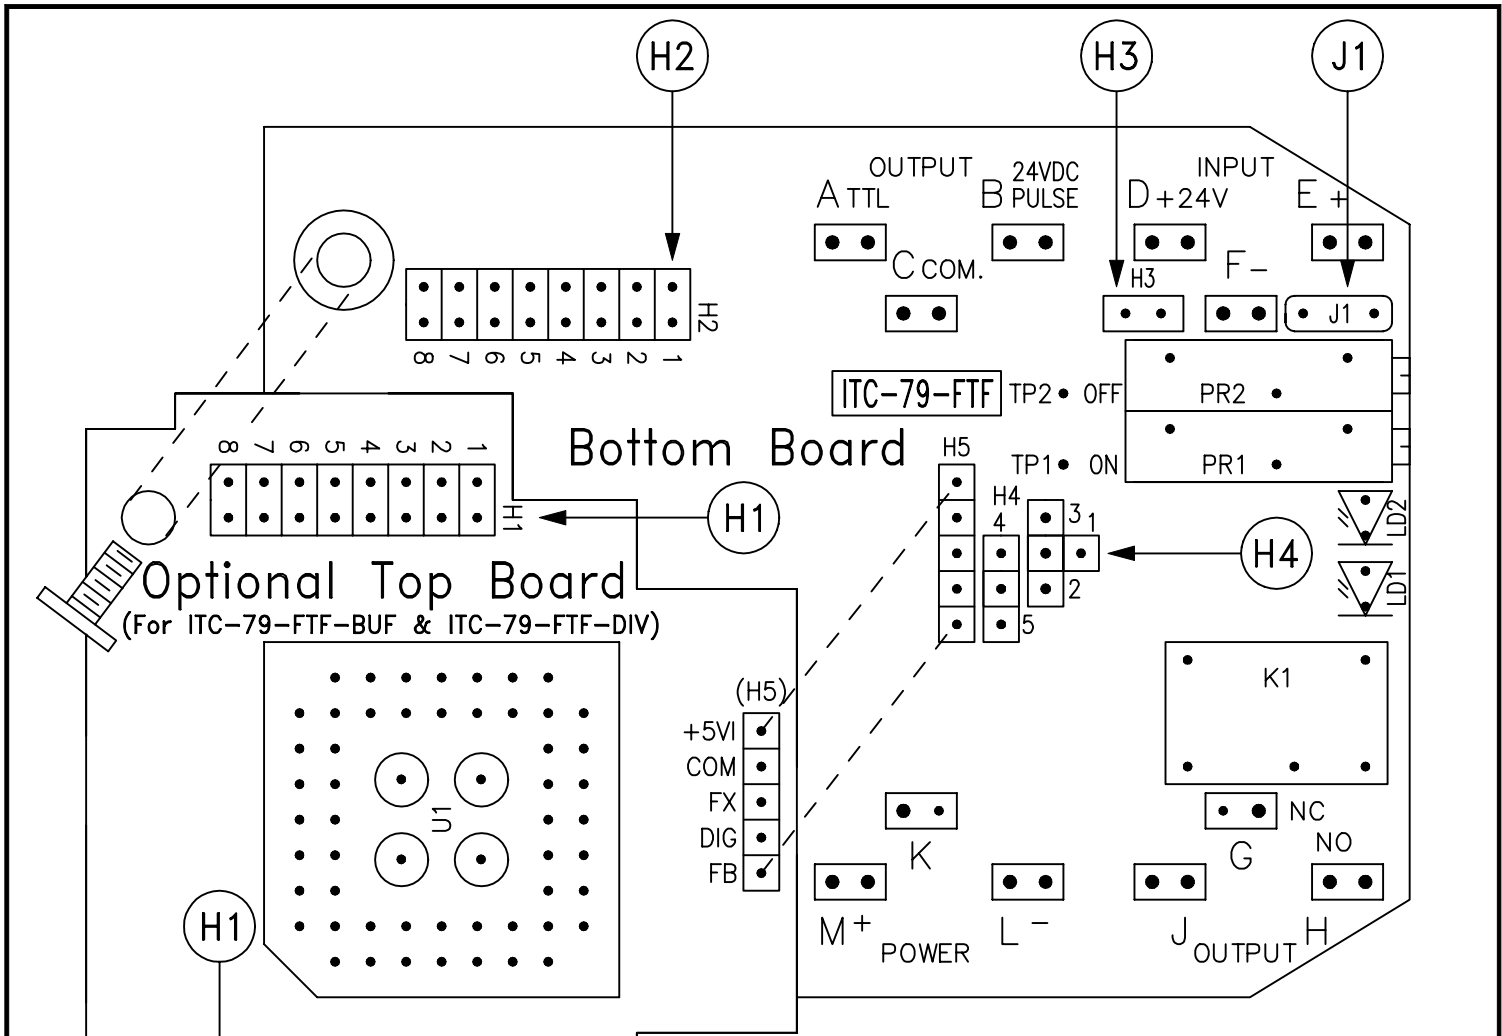 H2
H3
J1
OUTPUT
INPUT
A TTL
B 24VDC PULSE
D +24V
E +
C COM.
F -
H3
J1
H2
8 7 6 5 4 3 2 1
ITC-79-FTF
TP2 OFF
PR2
Bottom Board
H5
TP1 ON
PR1
8 7 6 5 4 3 2 1
H1
H1
H4
4
3
1
2
5
H4
LD2
LD1
Optional Top Board
(For ITC-79-FTF-BUF & ITC-79-FTF-DIV)
K1
(H5)
+5VI
COM
FX
DIG
FB
U1
K
G
NC
NO
H1
M +
POWER
L -
J
OUTPUT
H